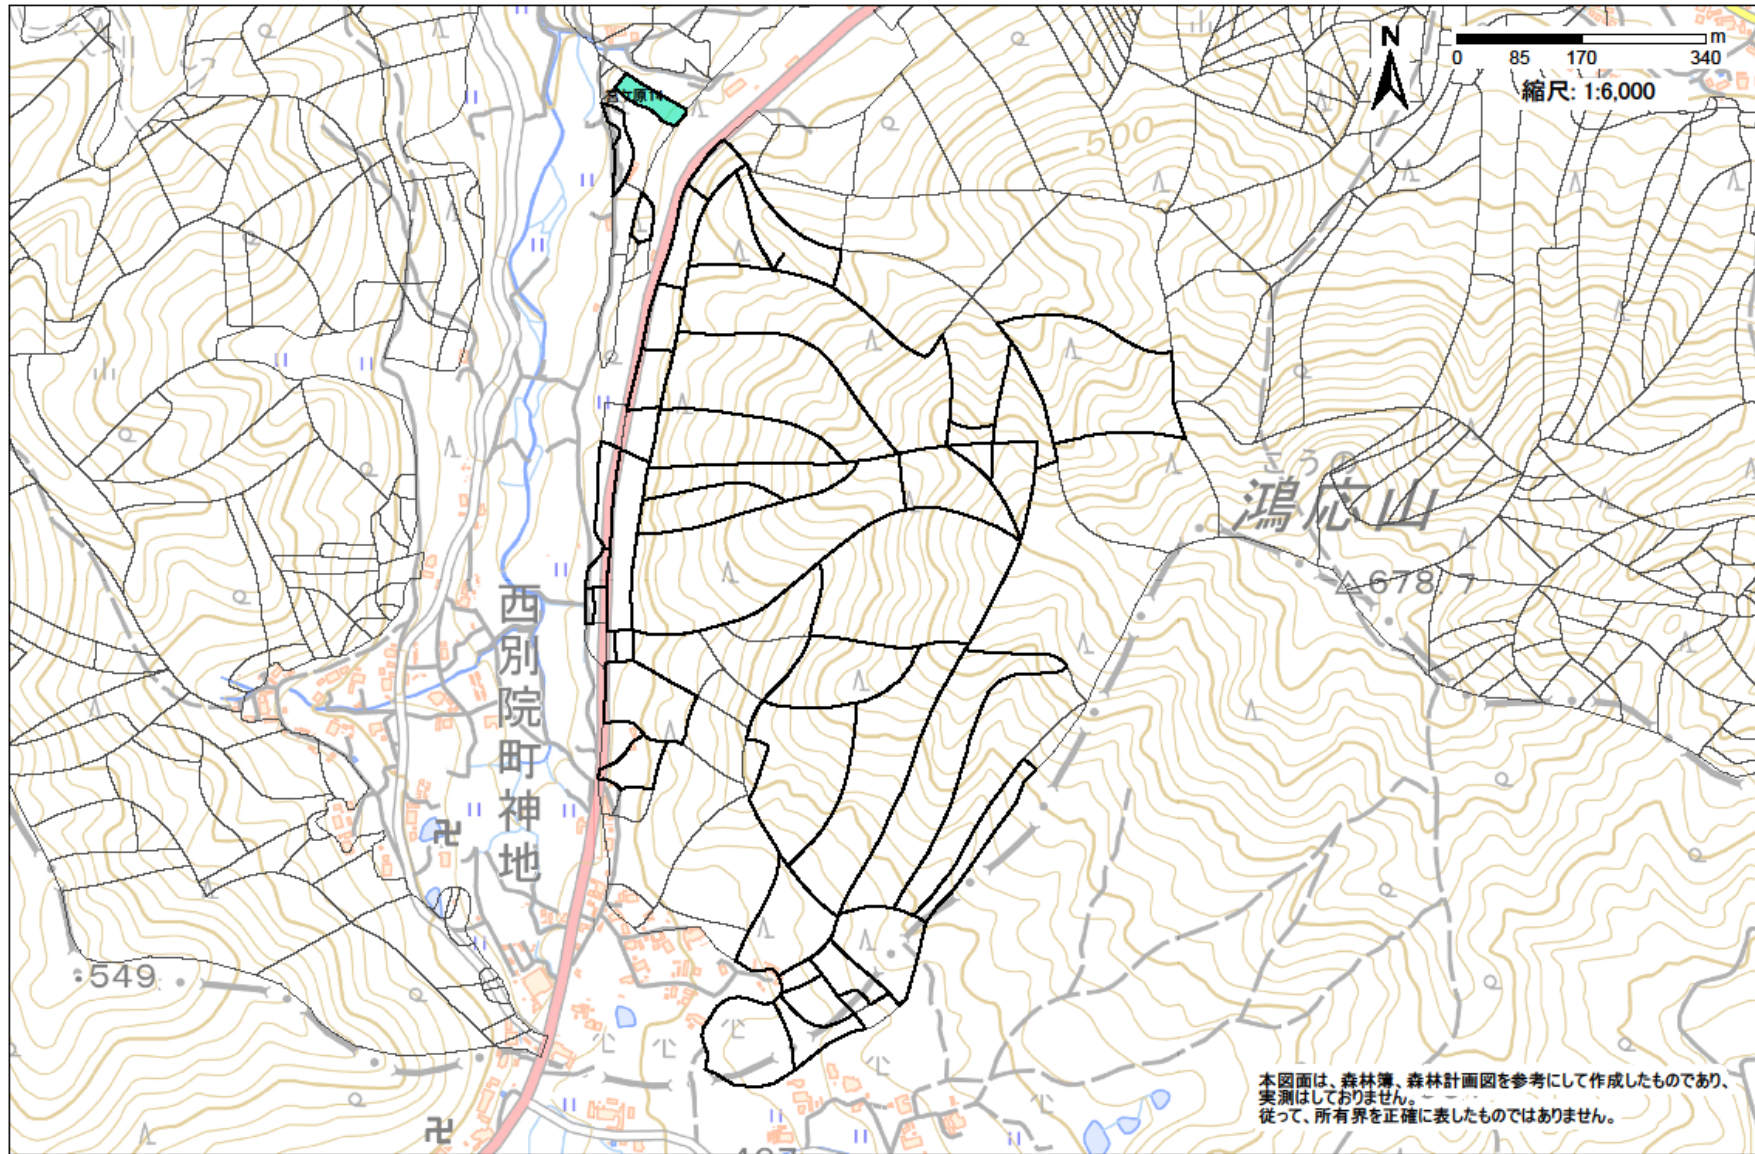 N
m
0 85 170 340
縮尺: 1:6,000
500
こうの
鴻応山
678.7
西別院町神地
549
本図面は、森林簿、森林計画図を参考にして作成したものであり、
実測はしておりません。
従って、所有界を正確に表したものではありません。